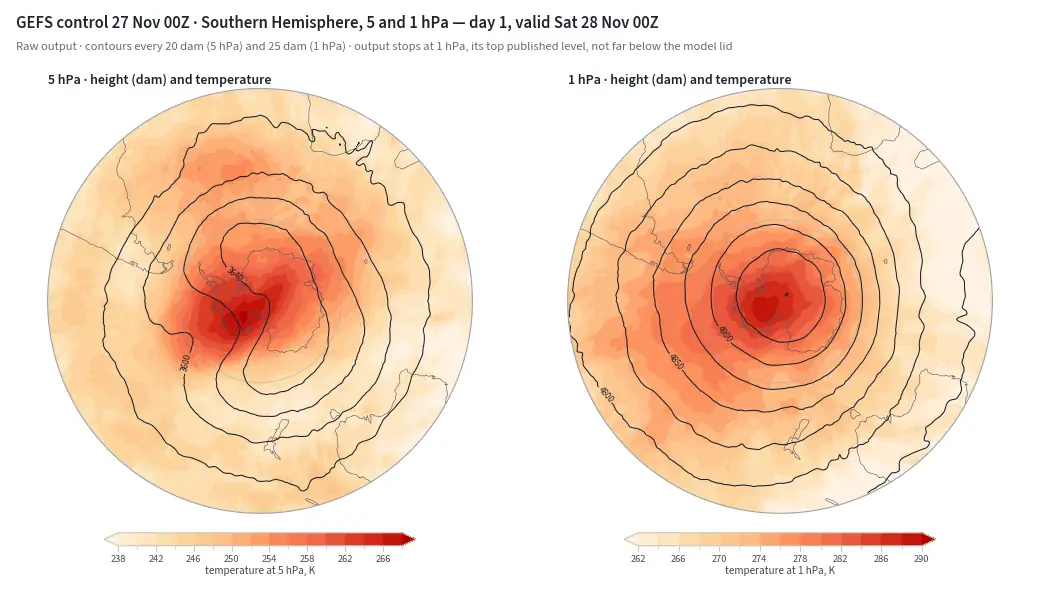 GEFS control 27 Nov 00Z · Southern Hemisphere, 5 and 1 hPa — day 1, valid Sat 28 Nov 00Z
Raw output · contours every 20 dam (5 hPa) and 25 dam (1 hPa) · output stops at 1 hPa, its top published level, not far below the model lid
5 hPa · height (dam) and temperature
1 hPa · height (dam) and temperature
3640
3600
4900
4850
4800
238 242 246 250 254 258 262 266
temperature at 5 hPa, K
262 266 270 274 278 282 286 290
temperature at 1 hPa, K